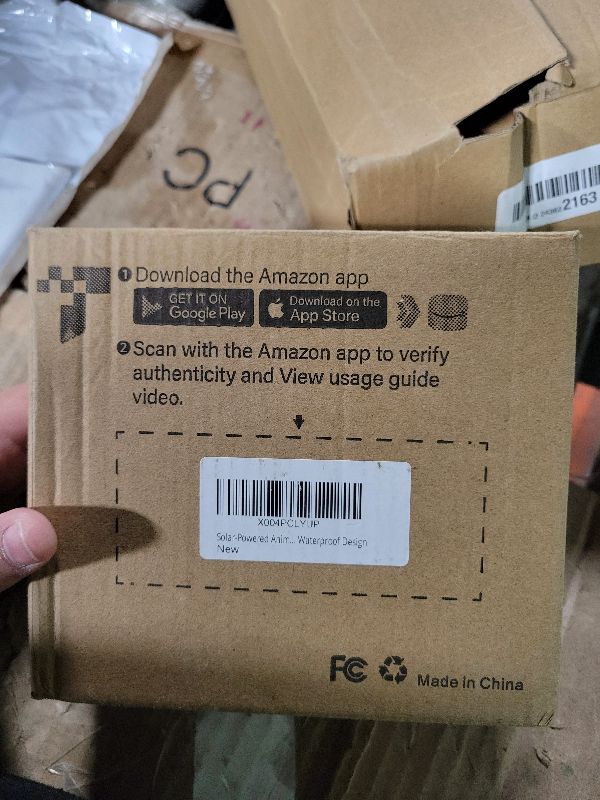 PC
2163
❶ Download the Amazon app
GET IT ON
Google Play
Download on the
App Store
❷ Scan with the Amazon app to verify
authenticity and View usage guide
video.
Solar-Powered Anim... Waterproof Design
New
FC
Made in China